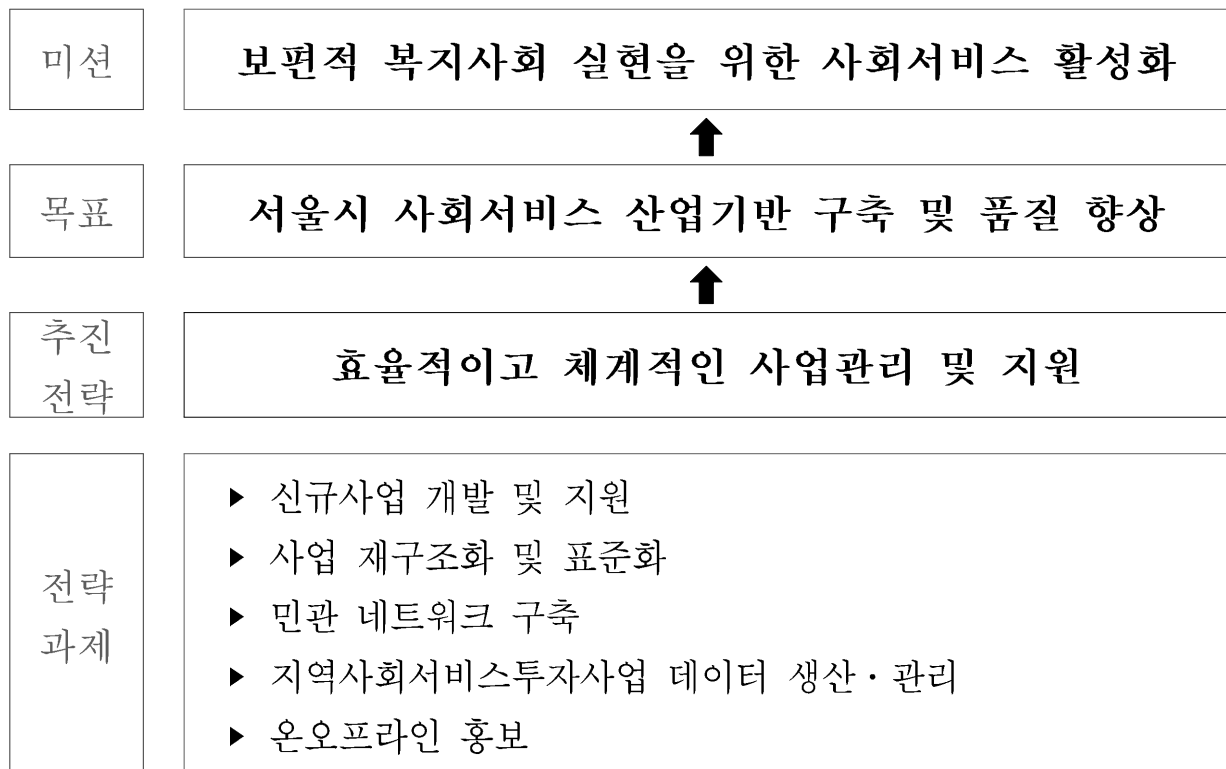 미션
보편적 복지사회 실현을 위한 사회서비스 활성화
목표
서울시 사회서비스 산업기반 구축 및 품질 향상
추진
전략
효율적이고 체계적인 사업관리 및 지원
전략
과제
▶ 신규사업 개발 및 지원
▶ 사업 재구조화 및 표준화
▶ 민관 네트워크 구축
▶ 지역사회서비스투자사업 데이터 생산·관리
▶ 온오프라인 홍보